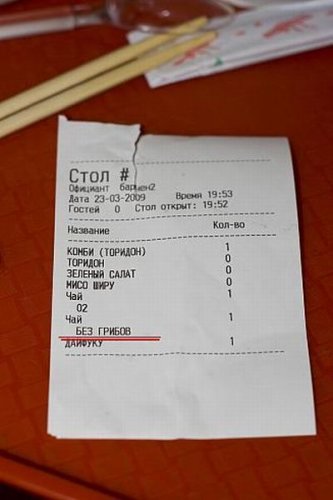 Стол #
Официант бармен2
Дата 23-03-2009 Время 19:53
Гостей 0 Стол открыт: 19:52
Название Кол-во
КОМБИ (ТОРИДОН) 1
ТОРИДОН 0
ЗЕЛЕНЫЙ САЛАТ 0
МИСО ШИРУ 0
Чай 1
02
Чай 1
БЕЗ ГРИБОВ
ДАЙФУКУ 1